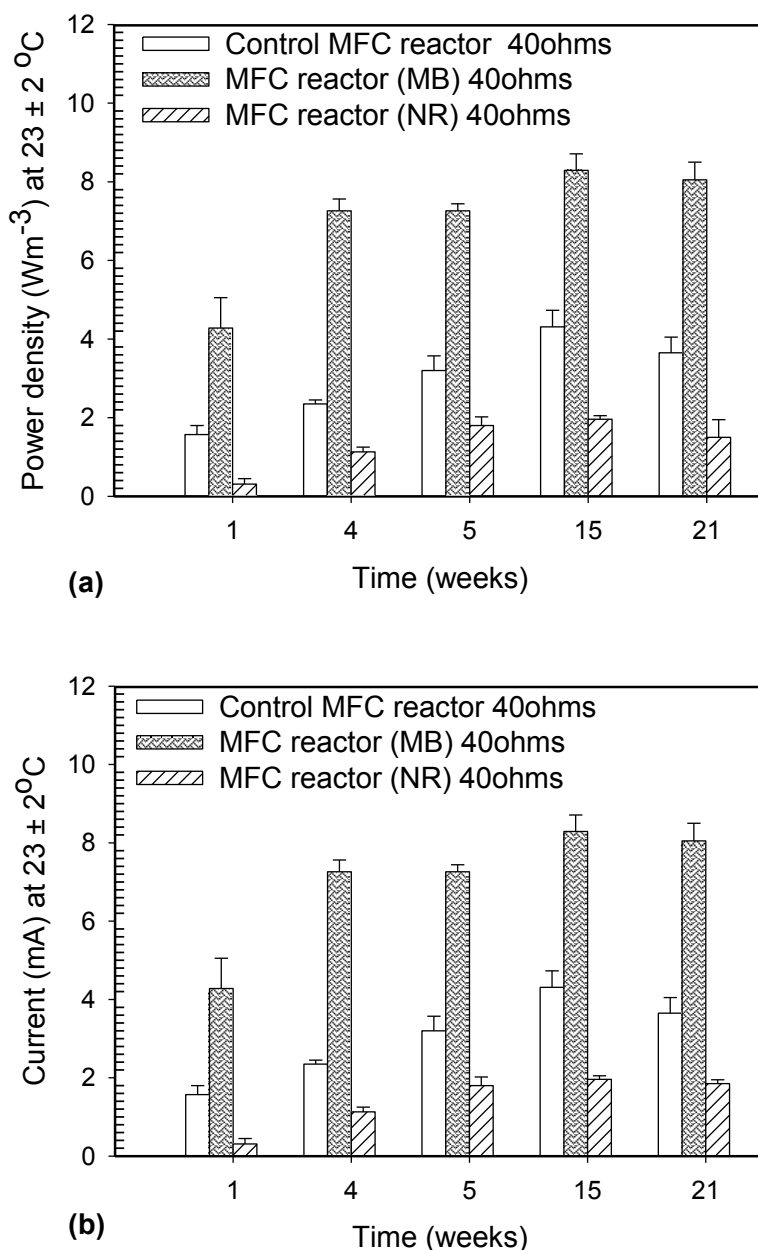 12
10
8
6
4
2
0
Power density (Wm-3) at 23 ± 2 oC
Control MFC reactor 40ohms
MFC reactor (MB) 40ohms
MFC reactor (NR) 40ohms
1 4 5 15 21
(a)
Time (weeks)
12
10
8
6
4
2
0
Current (mA) at 23 ± 2oC
Control MFC reactor 40ohms
MFC reactor (MB) 40ohms
MFC reactor (NR) 40ohms
1 4 5 15 21
(b)
Time (weeks)